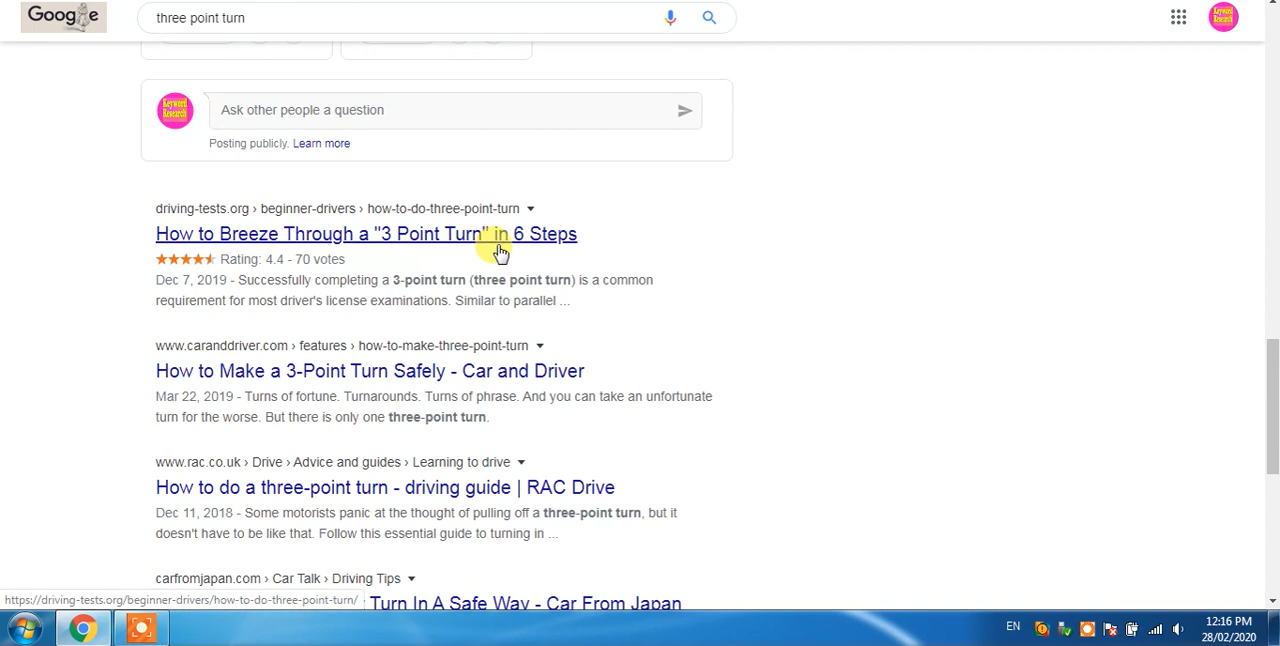 Google
three point turn
Keyword
Research
Keyword
Research
Ask other people a question
Posting publicly. Learn more
driving-tests.org › beginner-drivers › how-to-do-three-point-turn
How to Breeze Through a "3 Point Turn" in 6 Steps
Rating: 4.4 - 70 votes
Dec 7, 2019 - Successfully completing a 3-point turn (three point turn) is a common
requirement for most driver's license examinations. Similar to parallel ...
www.caranddriver.com › features › how-to-make-three-point-turn
How to Make a 3-Point Turn Safely - Car and Driver
Mar 22, 2019 - Turns of fortune. Turnarounds. Turns of phrase. And you can take an unfortunate
turn for the worse. But there is only one three-point turn.
www.rac.co.uk › Drive › Advice and guides › Learning to drive
How to do a three-point turn - driving guide | RAC Drive
Dec 11, 2018 - Some motorists panic at the thought of pulling off a three-point turn, but it
doesn't have to be like that. Follow this essential guide to turning in ...
carfromjapan.com › Car Talk › Driving Tips
Turn In A Safe Way - Car From Japan
https://driving-tests.org/beginner-drivers/how-to-do-three-point-turn/
EN
12:16 PM
28/02/2020